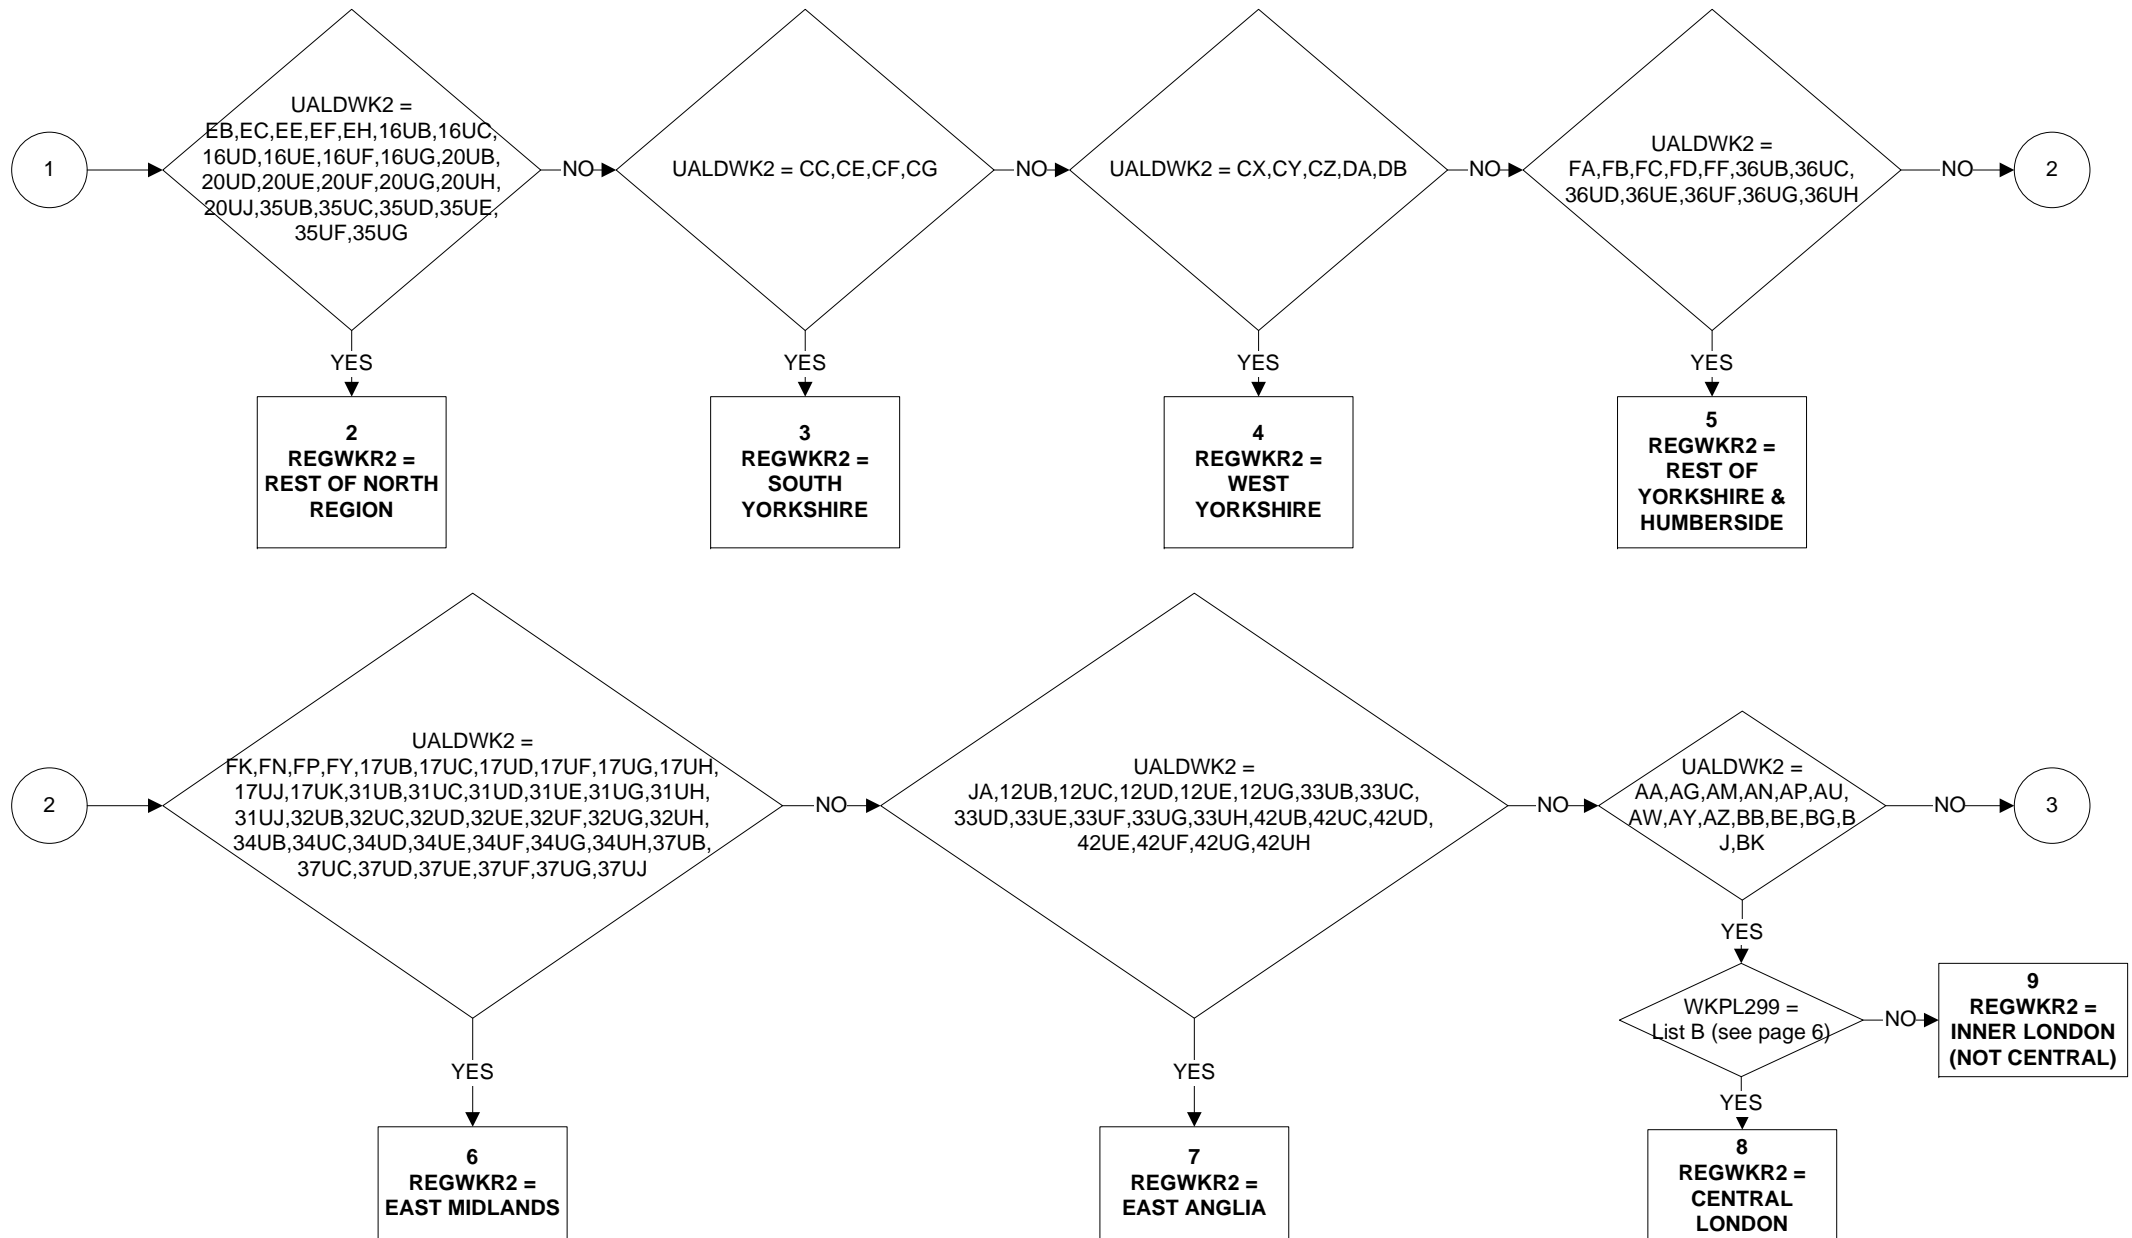 1
UALDWK2 =
EB,EC,EE,EF,EH,16UB,16UC,
16UD,16UE,16UF,16UG,20UB,
20UD,20UE,20UF,20UG,20UH,
20UJ,35UB,35UC,35UD,35UE,
35UF,35UG
NO
UALDWK2 = CC,CE,CF,CG
NO
UALDWK2 = CX,CY,CZ,DA,DB
NO
UALDWK2 =
FA,FB,FC,FD,FF,36UB,36UC,
36UD,36UE,36UF,36UG,36UH
NO
2
YES
YES
YES
YES
2
REGWKR2 =
REST OF NORTH
REGION
3
REGWKR2 =
SOUTH
YORKSHIRE
4
REGWKR2 =
WEST
YORKSHIRE
5
REGWKR2 =
REST OF
YORKSHIRE &
HUMBERSIDE
2
UALDWK2 =
FK,FN,FP,FY,17UB,17UC,17UD,17UF,17UG,17UH,
17UJ,17UK,31UB,31UC,31UD,31UE,31UG,31UH,
31UJ,32UB,32UC,32UD,32UE,32UF,32UG,32UH,
34UB,34UC,34UD,34UE,34UF,34UG,34UH,37UB,
37UC,37UD,37UE,37UF,37UG,37UJ
NO
UALDWK2 =
JA,12UB,12UC,12UD,12UE,12UG,33UB,33UC,
33UD,33UE,33UF,33UG,33UH,42UB,42UC,42UD,
42UE,42UF,42UG,42UH
NO
UALDWK2 =
AA,AG,AM,AN,AP,AU,
AW,AY,AZ,BB,BE,BG,B
J,BK
NO
3
YES
WKPL299 =
List B (see page 6)
NO
9
REGWKR2 =
INNER LONDON
(NOT CENTRAL)
YES
YES
YES
6
REGWKR2 =
EAST MIDLANDS
7
REGWKR2 =
EAST ANGLIA
8
REGWKR2 =
CENTRAL
LONDON